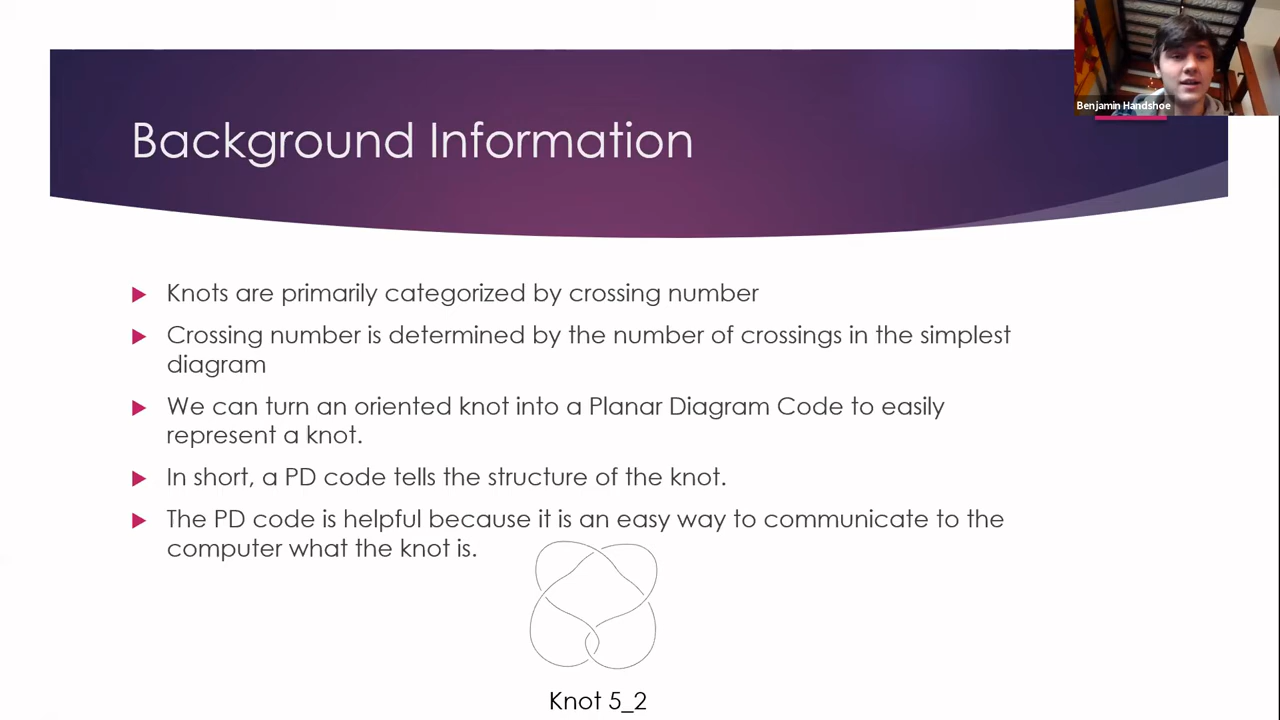 Benjamin Handshoe
Background Information
Knots are primarily categorized by crossing number
Crossing number is determined by the number of crossings in the simplest
diagram
We can turn an oriented knot into a Planar Diagram Code to easily
represent a knot.
In short, a PD code tells the structure of the knot.
The PD code is helpful because it is an easy way to communicate to the
computer what the knot is.
Knot 5_2